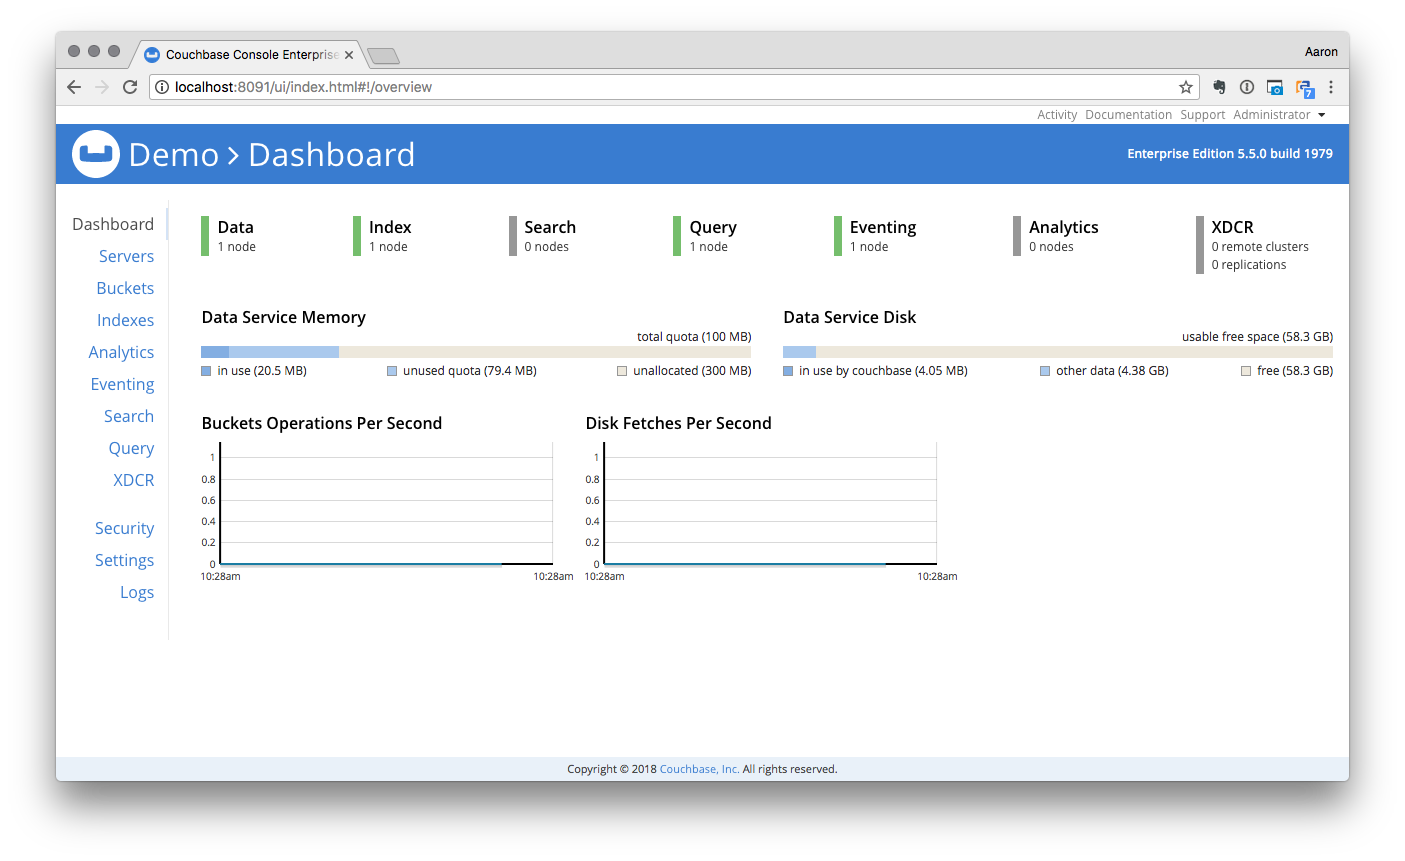 Couchbase Console Enterprise
Aaron
localhost:8091/ui/index.html#!/overview
7
Activity Documentation Support Administrator
Demo > Dashboard
Enterprise Edition 5.5.0 build 1979
Dashboard
Servers
Buckets
Indexes
Analytics
Eventing
Search
Query
XDCR
Security
Settings
Logs
Data
1 node
Index
1 node
Search
0 nodes
Query
1 node
Eventing
1 node
Analytics
0 nodes
XDCR
0 remote clusters
0 replications
Data Service Memory
total quota (100 MB)
in use (20.5 MB)
unused quota (79.4 MB)
unallocated (300 MB)
Data Service Disk
usable free space (58.3 GB)
in use by couchbase (4.05 MB)
other data (4.38 GB)
free (58.3 GB)
Buckets Operations Per Second
1
0.8
0.6
0.4
0.2
0
10:28am
10:28am
Disk Fetches Per Second
1
0.8
0.6
0.4
0.2
0
10:28am
10:28am
Copyright © 2018 Couchbase, Inc. All rights reserved.